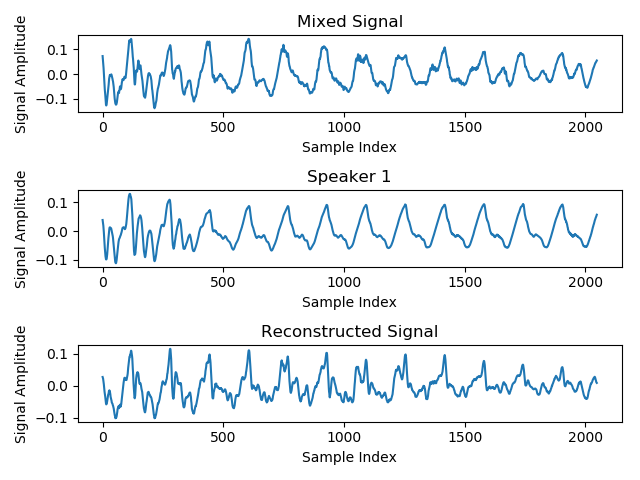 Mixed Signal
Signal Amplitude
0.1
0.0
−0.1
0 500 1000 1500 2000
Sample Index
Speaker 1
Signal Amplitude
0.1
0.0
−0.1
0 500 1000 1500 2000
Sample Index
Reconstructed Signal
Signal Amplitude
0.1
0.0
−0.1
0 500 1000 1500 2000
Sample Index